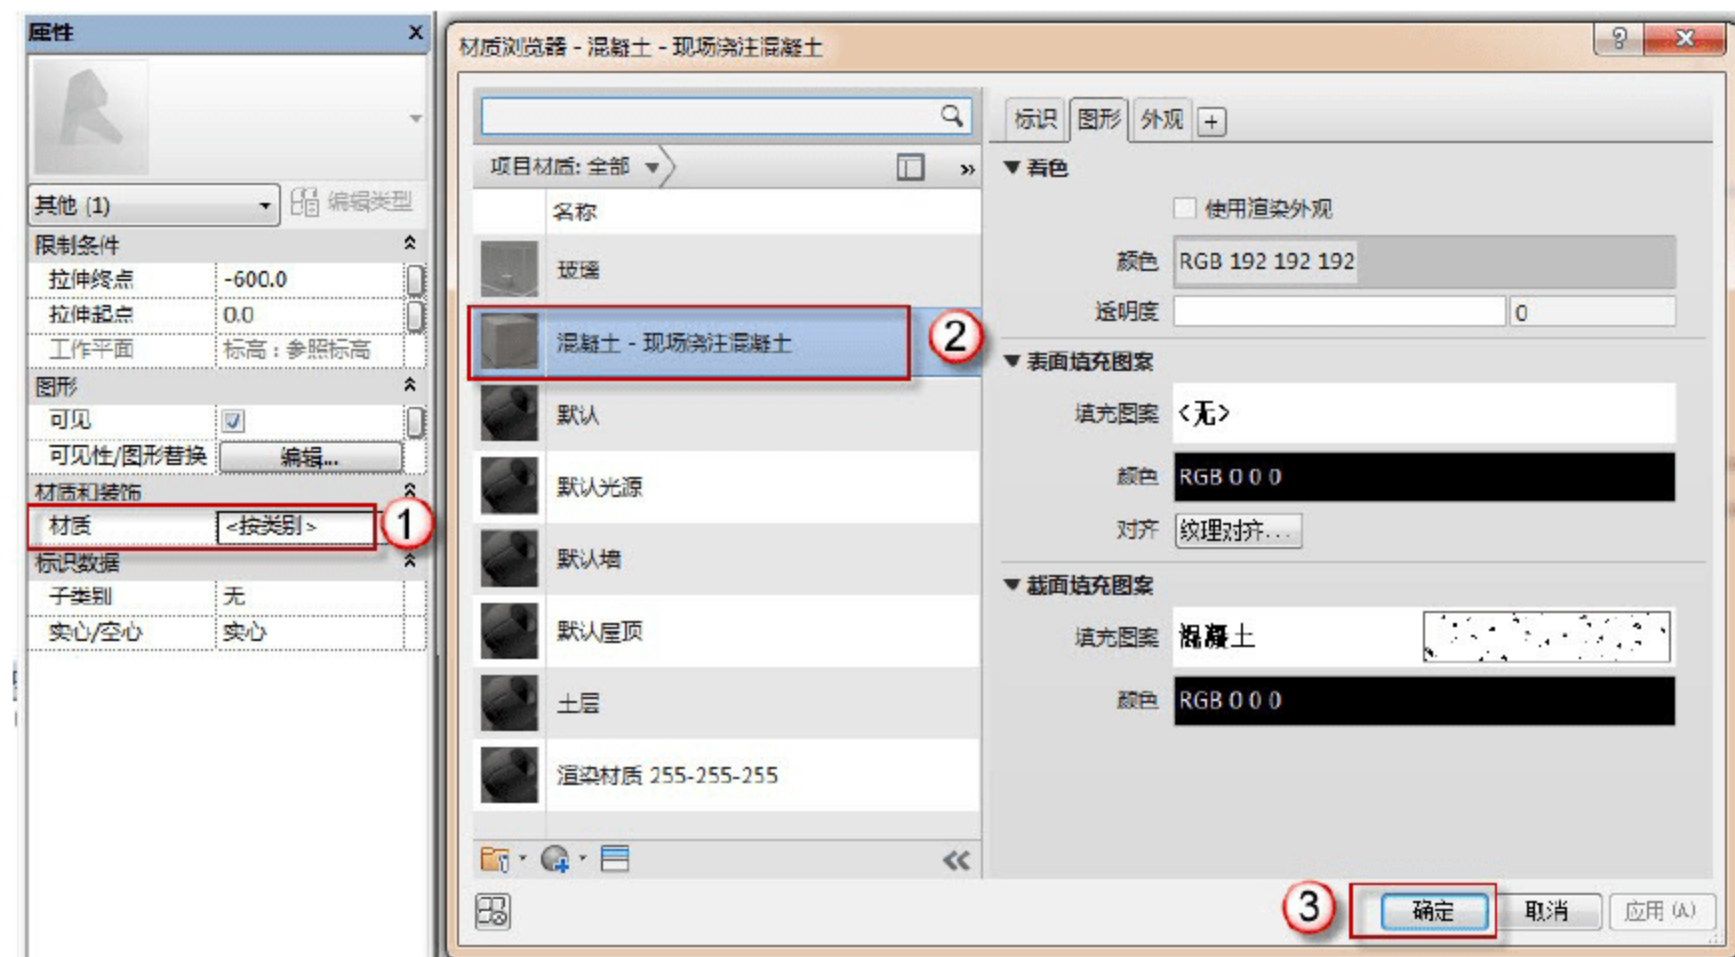 属性
其他 (1)
编辑类型
限制条件
拉伸终点
-600.0
拉伸起点
0.0
工作平面
标高：参照标高
图形
可见
可见性/图形替换
编辑...
材质和装饰
材质
<按类别>
1
标识数据
子类别
无
实心/空心
实心
材质浏览器 - 混凝土 - 现场浇注混凝土
项目材质: 全部
名称
玻璃
混凝土 - 现场浇注混凝土
2
默认
默认光源
默认墙
默认屋顶
土层
渲染材质 255-255-255
标识
图形
外观
着色
使用渲染外观
颜色
RGB 192 192 192
透明度
0
表面填充图案
填充图案
<无>
颜色
RGB 0 0 0
对齐
纹理对齐...
截面填充图案
填充图案
混凝土
颜色
RGB 0 0 0
3
确定
取消
应用 (A)